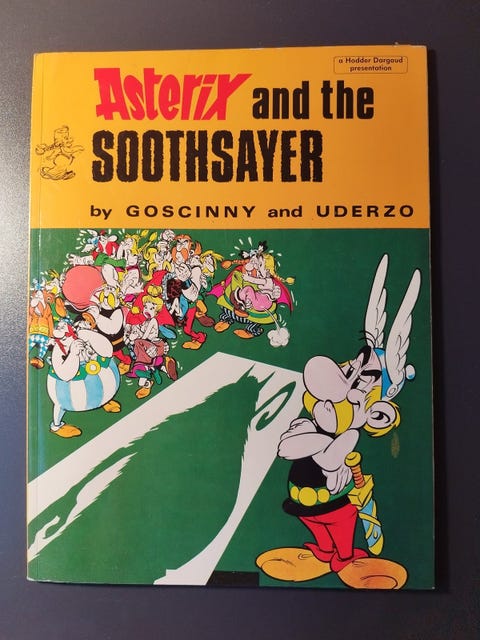 a Hodder Dargaud
presentation
Asterix and the
SOOTHSAYER
by GOSCINNY and UDERZO